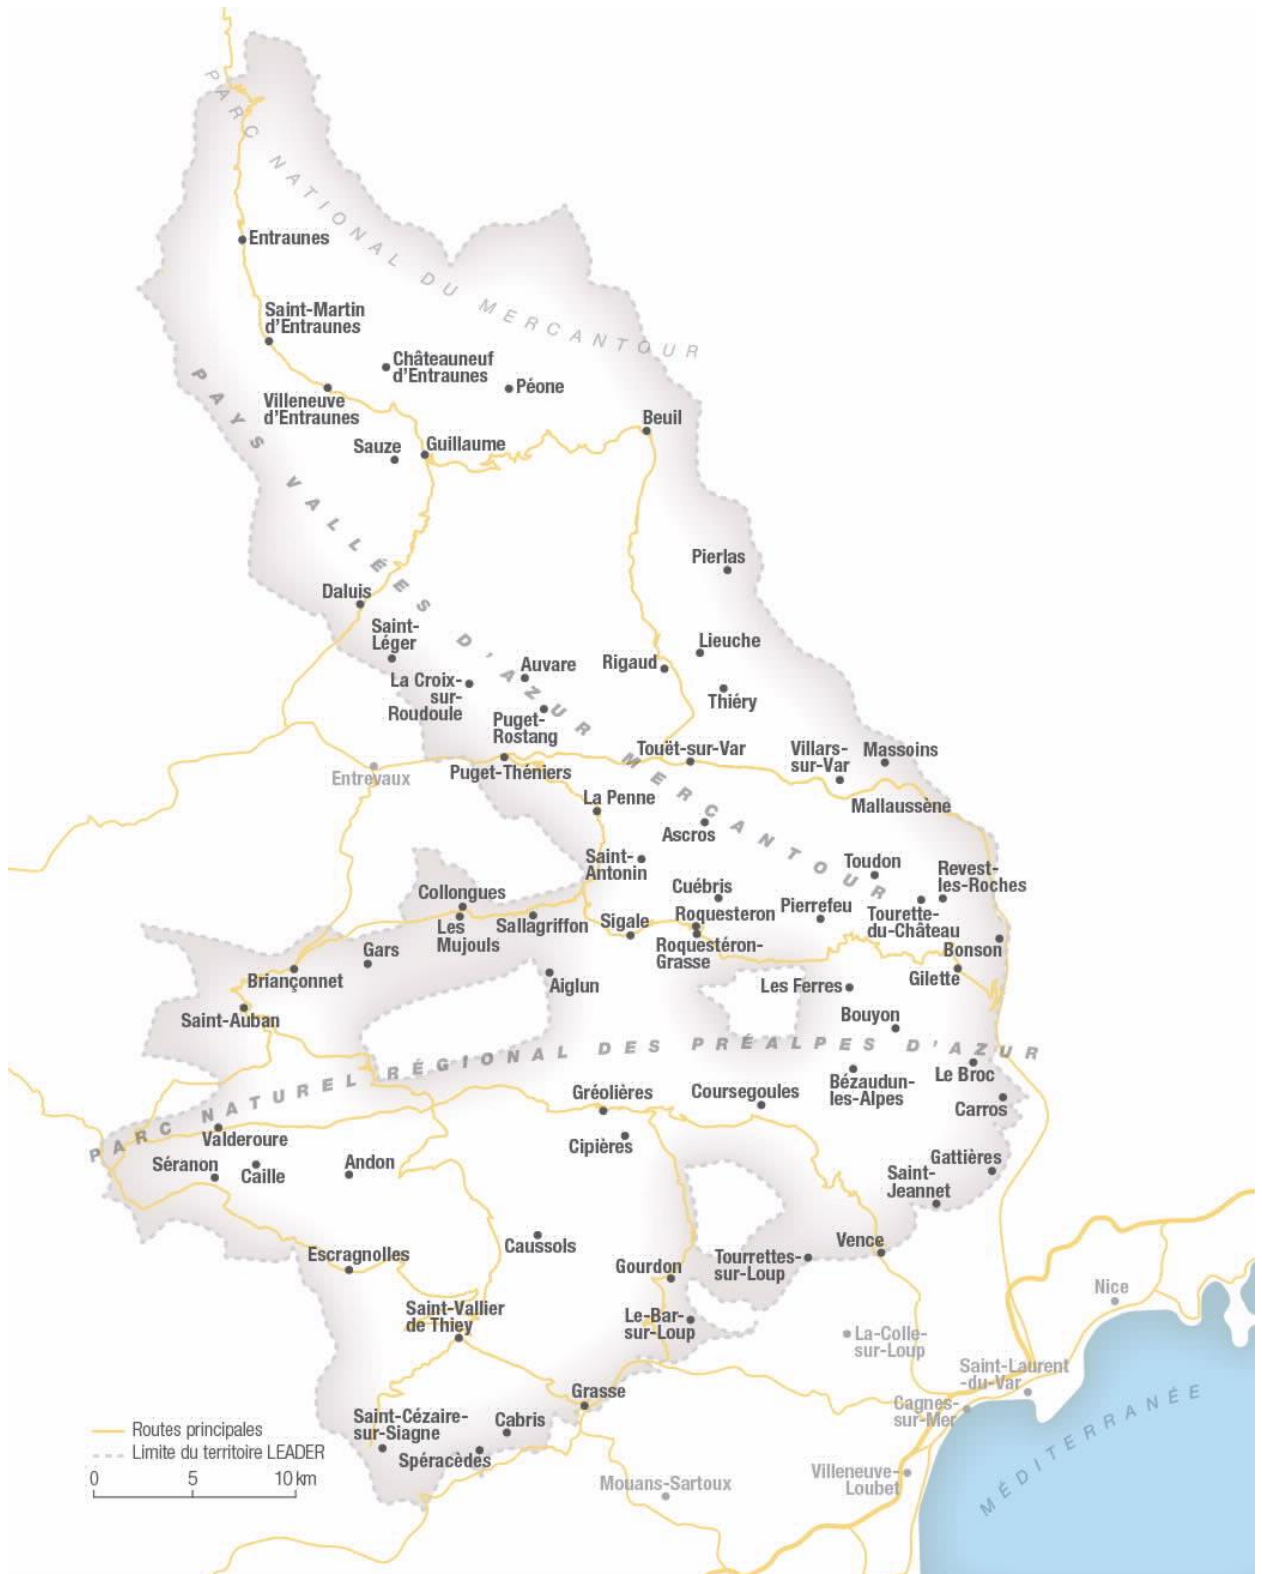 PARC NATIONAL DU MERCANTOUR
Entraunes
Saint-Martin
d'Entraunes
Châteauneuf
d'Entraunes
Péone
Villeneuve
d'Entraunes
Beuil
Sauze
Guillaume
PAYS VALLÉES D'AZUR MERCANTOUR
Pierlas
Daluis
Saint-
Léger
Lieuche
Auvare
Rigaud
La Croix-
sur-
Roudoule
Thiéry
Puget-
Rostang
Touët-sur-Var
Villars-
sur-Var
Massoins
Entrevaux
Puget-Théniers
La Penne
Mallaussène
Ascros
Saint-
Antonin
Toudon
Revest-
les-Roches
Collongues
Cuébris
Pierrefeu
Les
Mujouls
Sallagriffon
Sigale
Roquesteron
Tourette-
du-Château
Gars
Roquestéron-
Grasse
Bonson
Briançonnet
Aiglun
Les Ferres
Gilette
Saint-Auban
Bouyon
PARC NATUREL RÉGIONAL DES PRÉALPES D'AZUR
Gréolières
Coursegoules
Bézaudun-
les-Alpes
Le Broc
Carros
Valderoure
Cipières
Séranon
Caille
Andon
Gattières
Saint-
Jeannet
Escragnolles
Caussols
Vence
Gourdon
Tourrettes-
sur-Loup
Nice
Saint-Vallier
de Thiey
Le-Bar-
sur-Loup
La-Colle-
sur-Loup
Saint-Laurent
-du-Var
Grasse
Cagnes-
sur-Mer
MÉDITERRANÉE
Saint-Cézaire-
sur-Siagne
Cabris
Spéracèdes
Mouans-Sartoux
Villeneuve-
Loubet
Routes principales
Limite du territoire LEADER
0 5 10 km